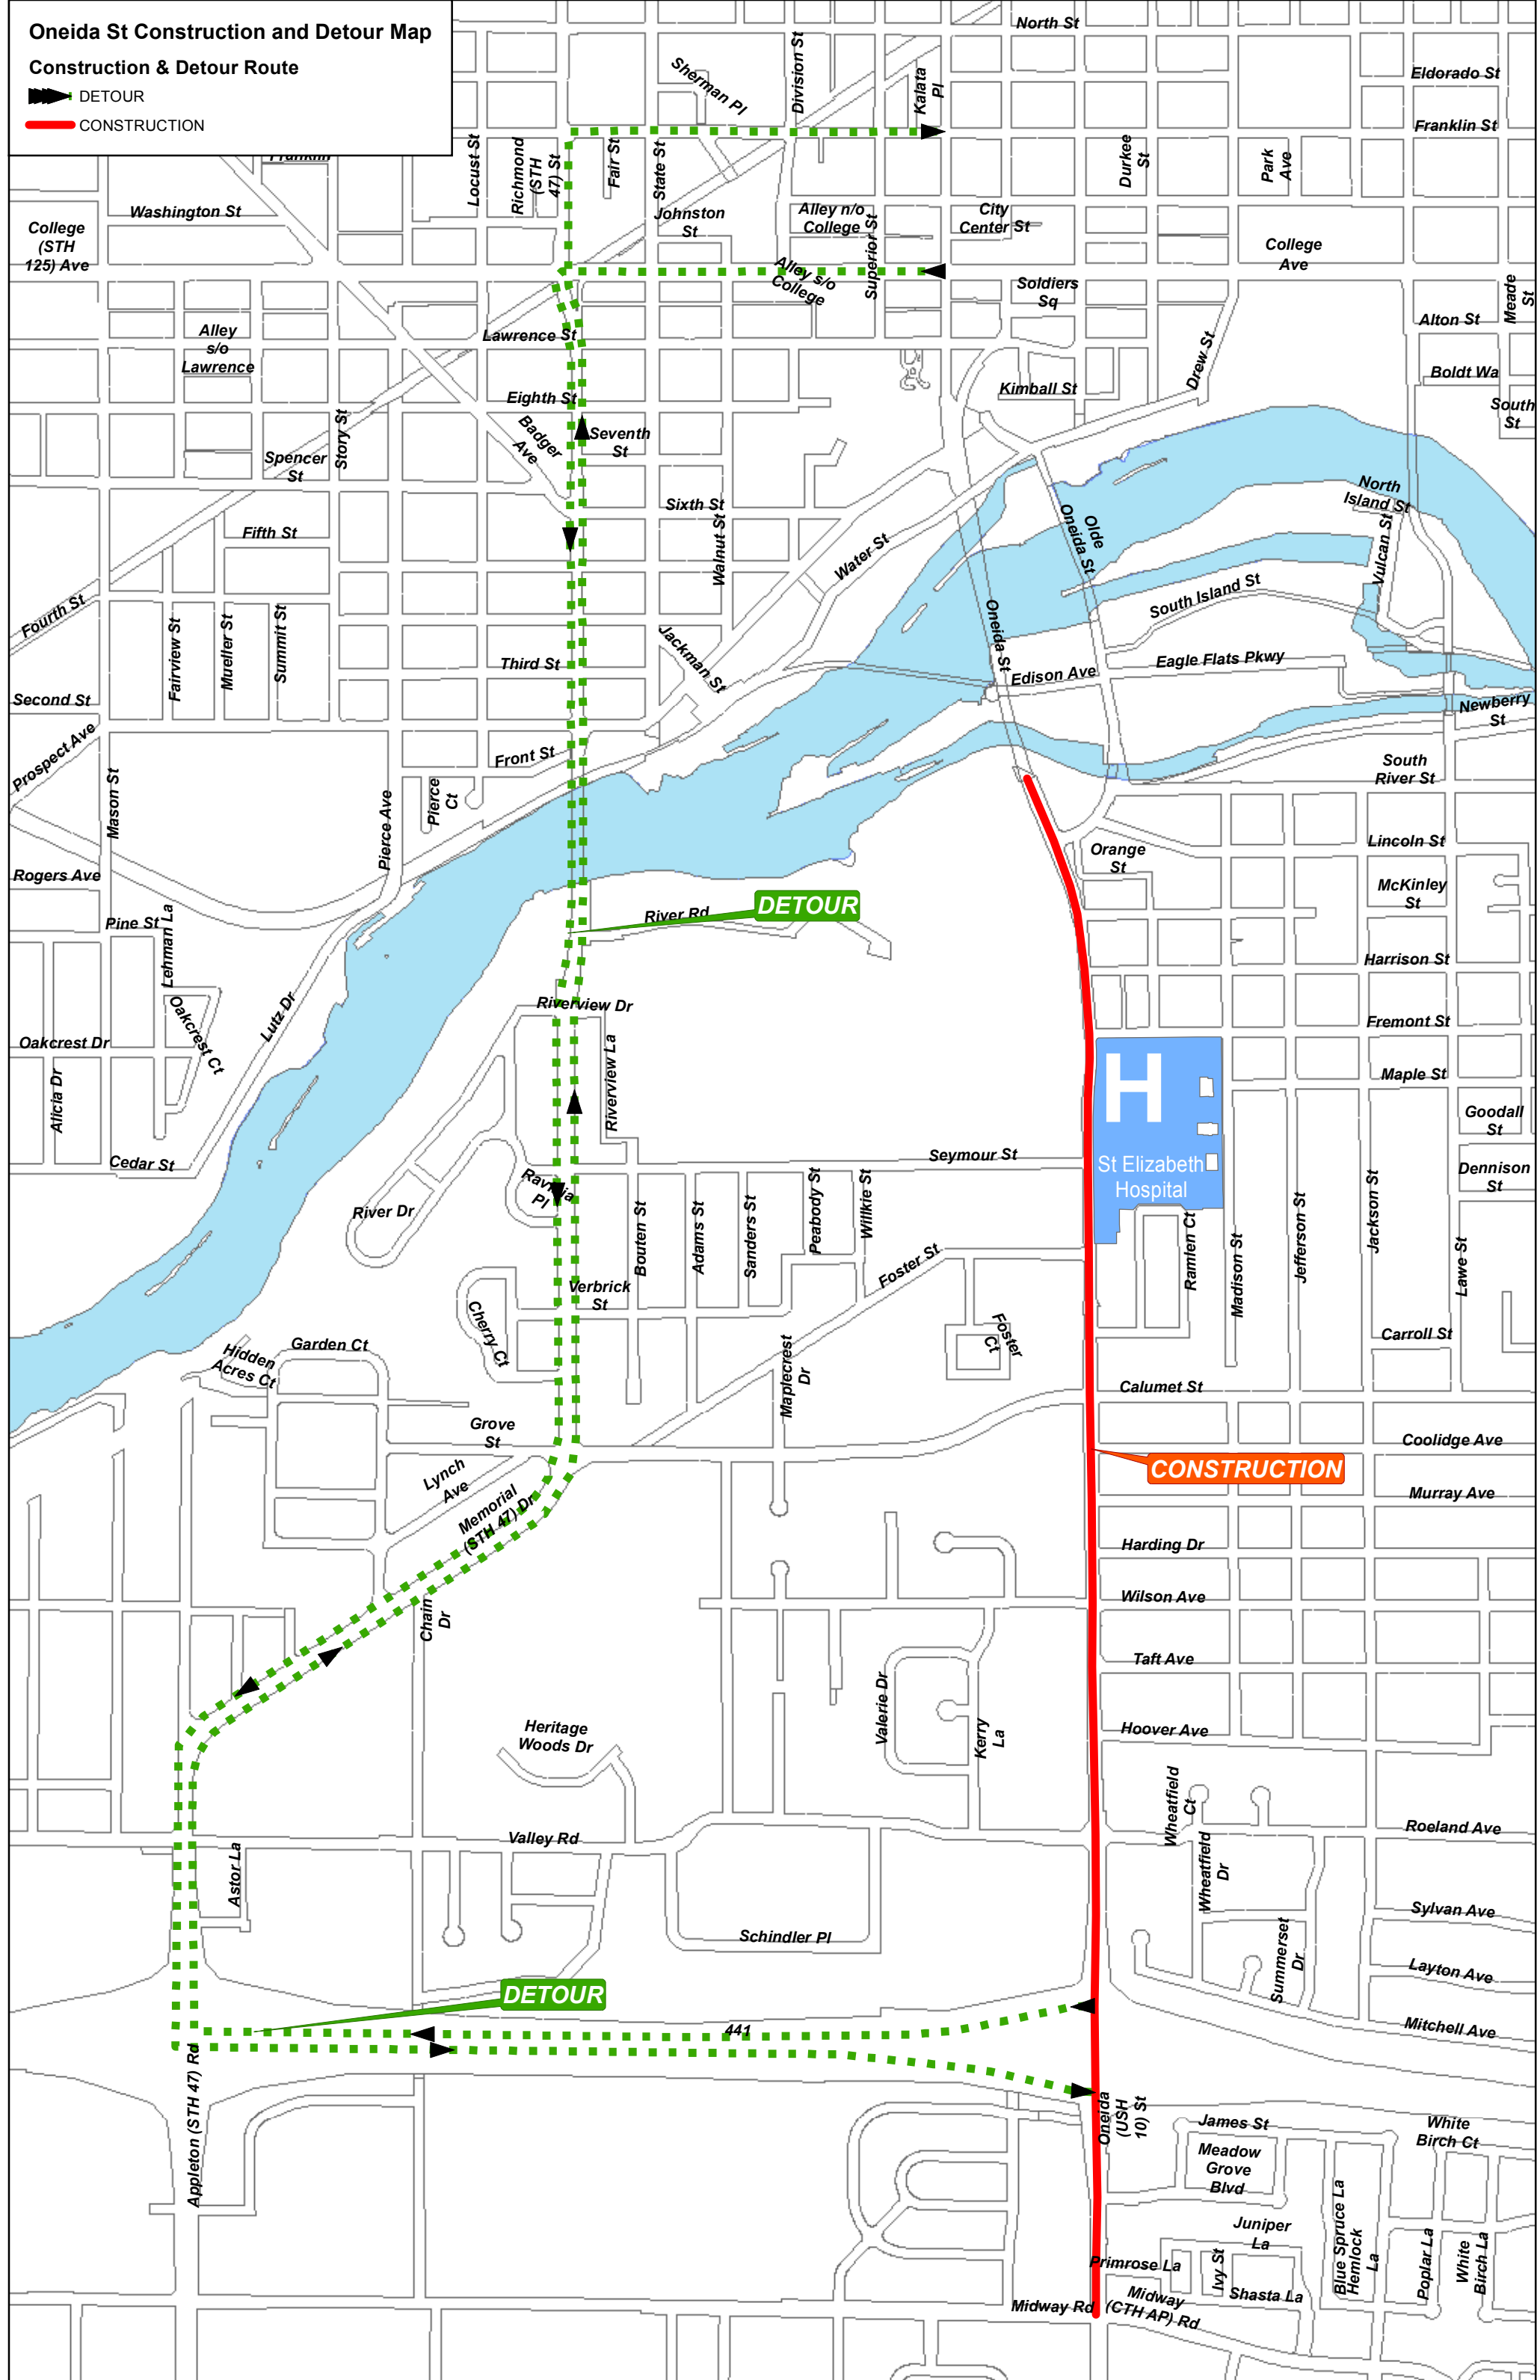 Oneida St Construction and Detour Map
Construction & Detour Route
DETOUR
CONSTRUCTION
North St
Sherman Pl
Division St
Kalata
Pl
Eldorado St
Franklin St
Franklin
Locust St
Richmond
(STH
47) St
Fair St
State St
Durkee
St
Park
Ave
Washington St
College
(STH
125) Ave
Johnston
St
Alley n/o
College
Superior St
City
Center St
College
Ave
Alley s/o
College
Soldiers
Sq
Meade
St
Alley
s/o
Lawrence
Lawrence St
Drew St
Alton St
Boldt Wa
South
St
Kimball St
Eighth St
Badger
Ave
Seventh
St
Story St
Spencer
St
Sixth St
Walnut St
Fifth St
Water St
Olde
Oneida St
North
Island St
Vulcan St
South Island St
Fourth St
Fairview St
Mueller St
Summit St
Third St
Jackman St
Oneida St
Edison Ave
Eagle Flats Pkwy
Second St
Newberry
St
Prospect Ave
Front St
South
River St
Mason St
Pierce
Ct
Pierce Ave
Lincoln St
Orange
St
Rogers Ave
McKinley
St
DETOUR
River Rd
Pine St
Lehman La
Harrison St
Oakcrest Ct
Lutz Dr
Riverview Dr
Fremont St
Oakcrest Dr
Alicia Dr
Riverview La
H
Maple St
Goodall
St
Cedar St
Seymour St
St Elizabeth
Hospital
Dennison
St
Ravinia
Pl
River Dr
Bouten St
Adams St
Sanders St
Peabody St
Willkie St
Foster St
Ramlen Ct
Madison St
Jefferson St
Jackson St
Lawe St
Verbrick
St
Cherry Ct
Foster
Ct
Garden Ct
Hidden
Acres Ct
Maplecrest
Dr
Carroll St
Calumet St
Grove
St
Coolidge Ave
CONSTRUCTION
Lynch
Ave
Memorial
(STH 47) Dr
Murray Ave
Harding Dr
Wilson Ave
Chain
Dr
Taft Ave
Valerie Dr
Kerry
La
Heritage
Woods Dr
Hoover Ave
Wheatfield
Ct
Valley Rd
Roeland Ave
Astor La
Wheatfield
Dr
Sylvan Ave
Schindler Pl
Summerset
Dr
Layton Ave
DETOUR
441
Mitchell Ave
Appleton (STH 47) Rd
Oneida
(USH
10) St
James St
White
Birch Ct
Meadow
Grove
Blvd
Juniper
La
Blue Spruce La
Hemlock
La
Poplar La
White
Birch La
Primrose La
Ivy St
Shasta La
Midway Rd
Midway
(CTH AP) Rd